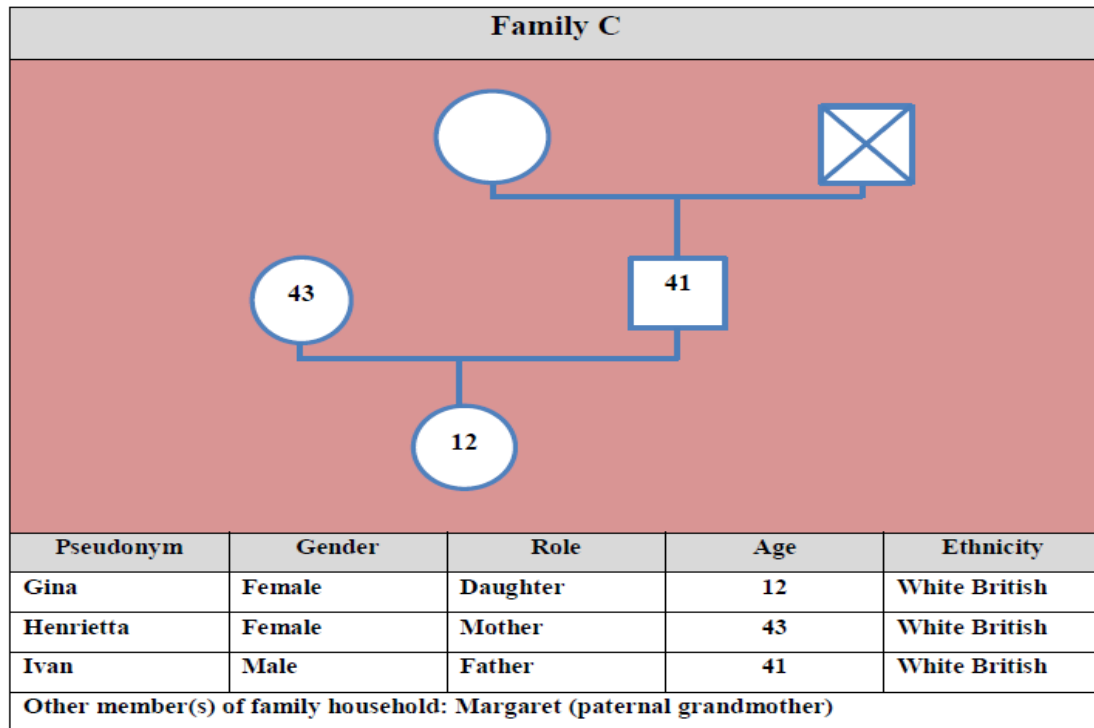 Family C
43
41
12
Pseudonym Gender Role Age Ethnicity
Gina Female Daughter 12 White British
Henrietta Female Mother 43 White British
Ivan Male Father 41 White British
Other member(s) of family household: Margaret (paternal grandmother)